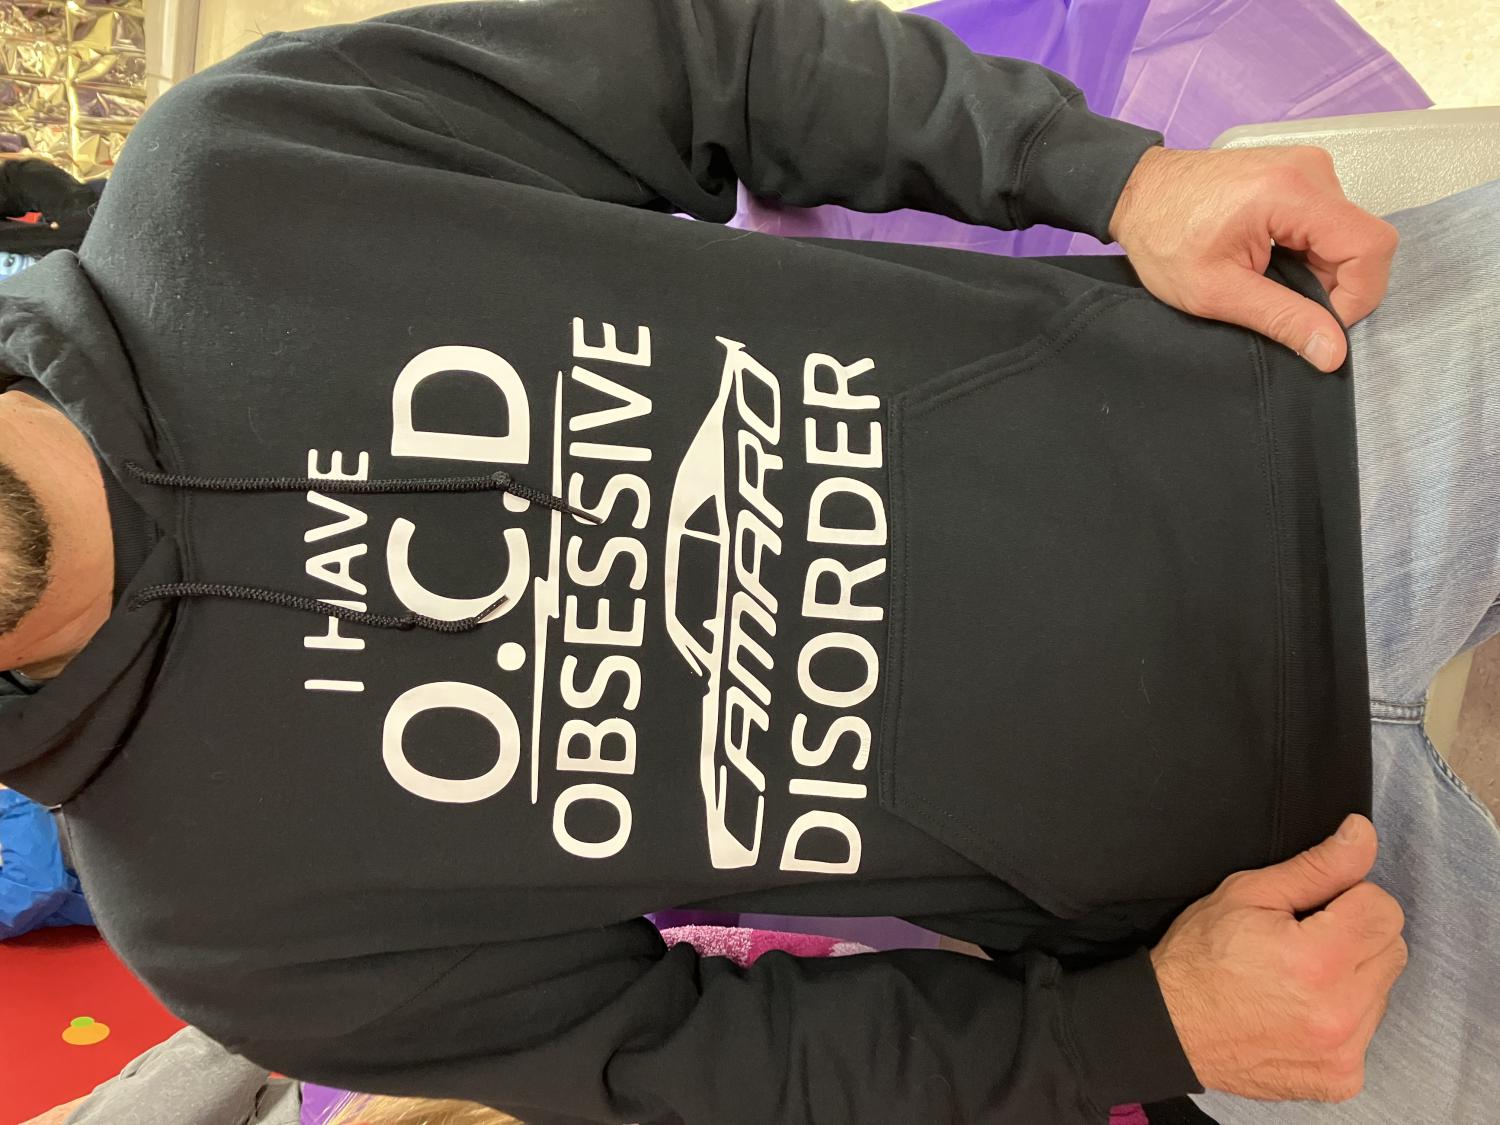 I HAVE
O.C.D
OBSESSIVE
CAMARO
DISORDER